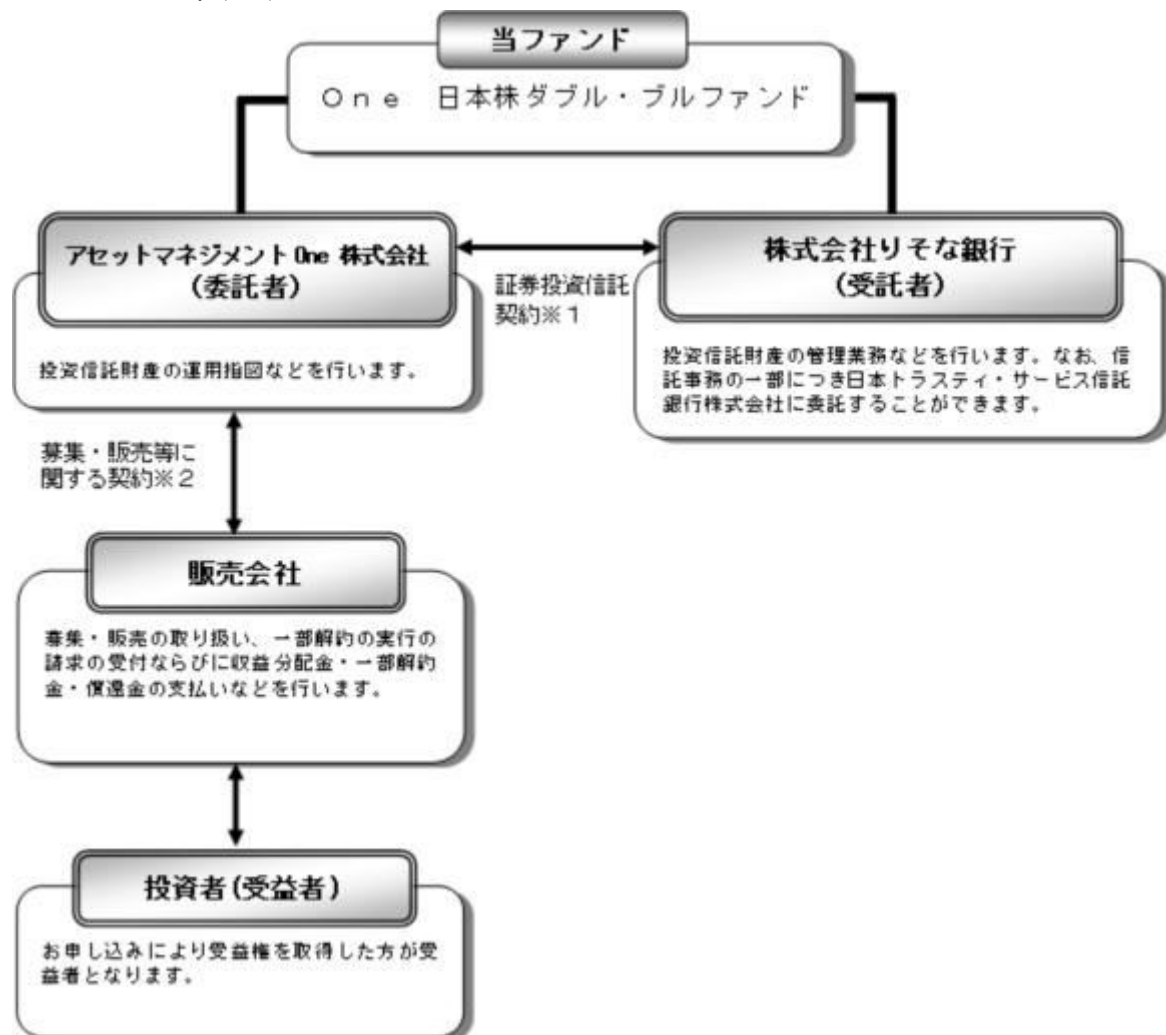 当ファンド
Ｏｎｅ　日本株ダブル・ブルファンド
アセットマネジメントOne 株式会社
(委託者)
投資信託財産の運用指図などを行います。
証券投資信託
契約※１
株式会社りそな銀行
(受託者)
投資信託財産の管理業務などを行います。なお、信
託事務の一部につき日本トラスティ・サービス信託
銀行株式会社に委託することができます。
募集・販売等に
関する契約※２
販売会社
募集・販売の取り扱い、一部解約の実行の
請求の受付ならびに収益分配金・一部解約
金・償還金の支払いなどを行います。
投資者(受益者)
お申し込みにより受益権を取得した方が受
益者となります。